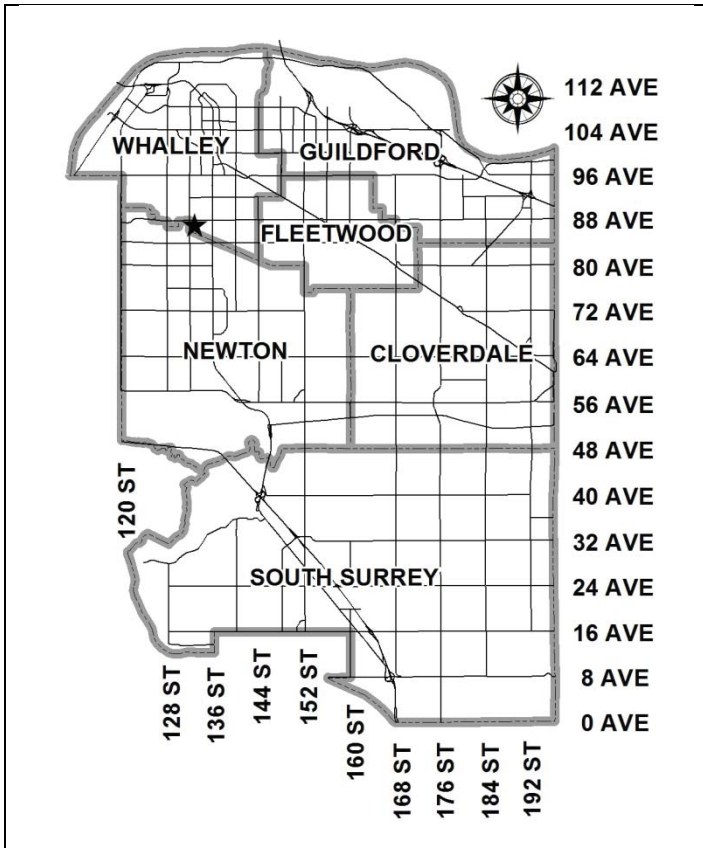 112 AVE
104 AVE
WHALLEY
GUILDFORD
96 AVE
88 AVE
FLEETWOOD
80 AVE
72 AVE
NEWTON
CLOVERDALE
64 AVE
56 AVE
48 AVE
120 ST
40 AVE
32 AVE
SOUTH SURREY
24 AVE
16 AVE
128 ST
136 ST
144 ST
152 ST
8 AVE
160 ST
0 AVE
168 ST
176 ST
184 ST
192 ST